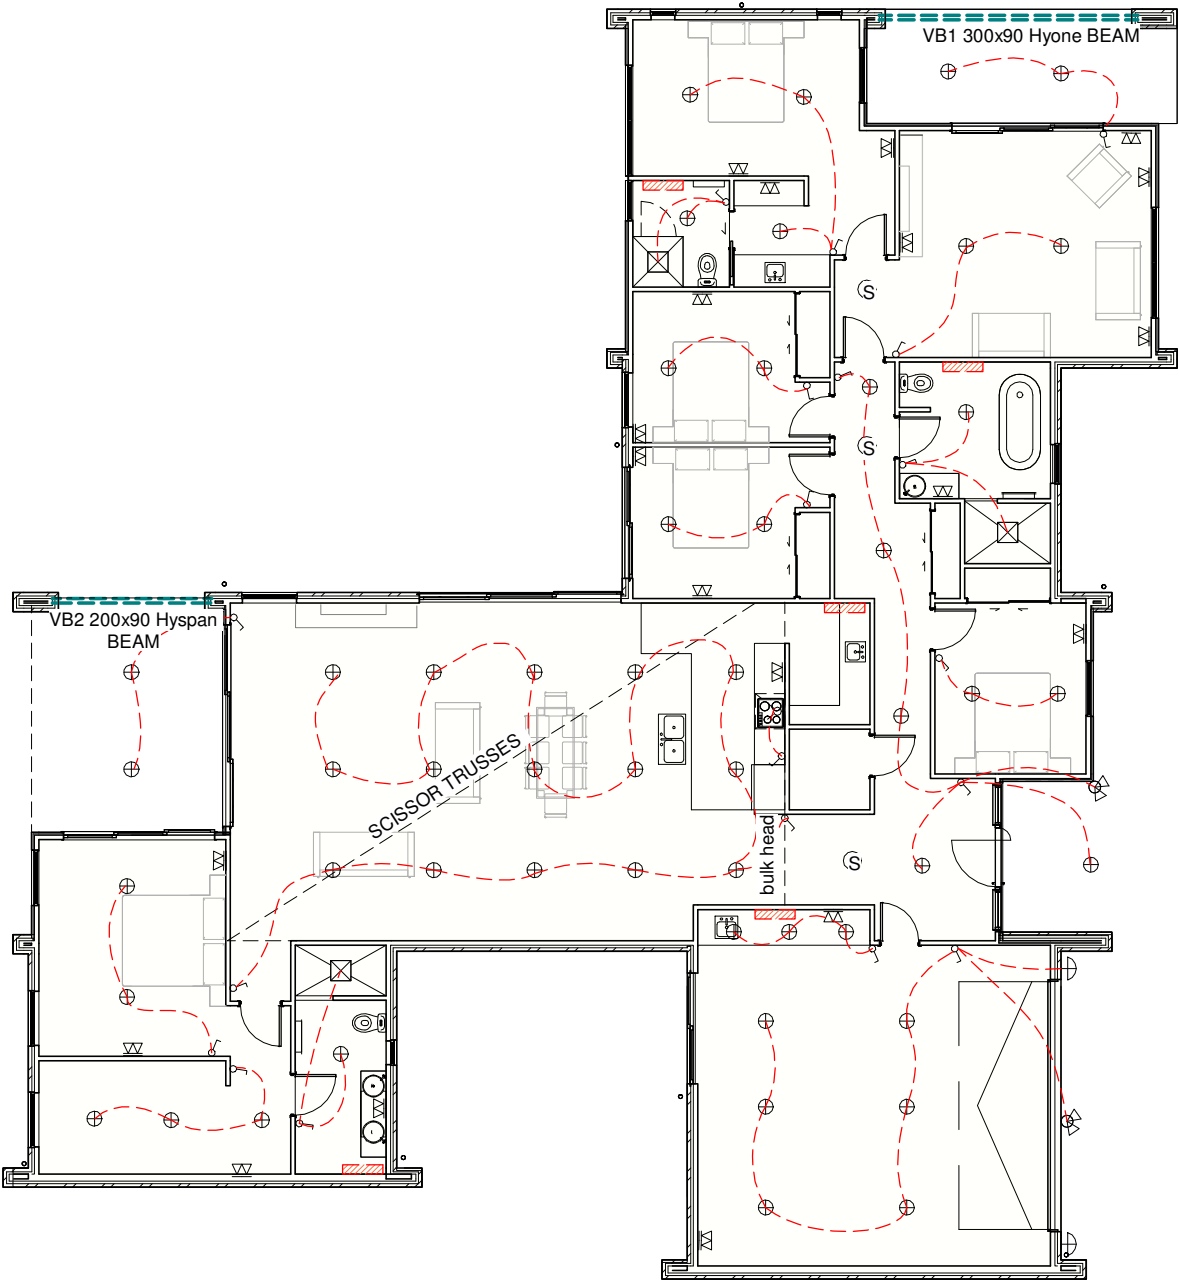 VB1 300x90 Hyone BEAM
S
S
VB2 200x90 Hyspan
BEAM
SCISSOR TRUSSES
bulk head
S